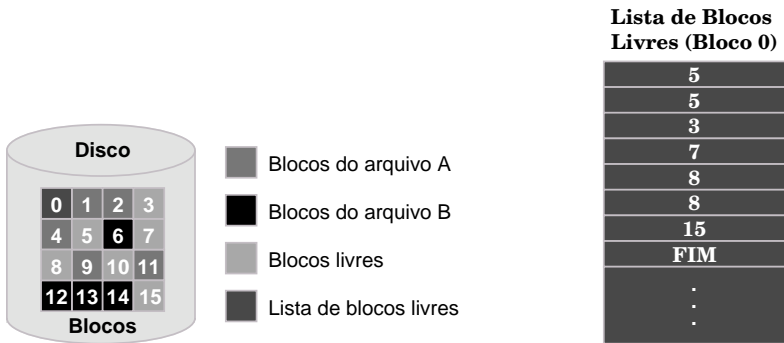 Lista de Blocos
Livres (Bloco 0)
5
5
3
7
8
8
15
FIM
.
.
.
Disco
0 1 2 3
4 5 6 7
8 9 10 11
12 13 14 15
Blocos
Blocos do arquivo A
Blocos do arquivo B
Blocos livres
Lista de blocos livres